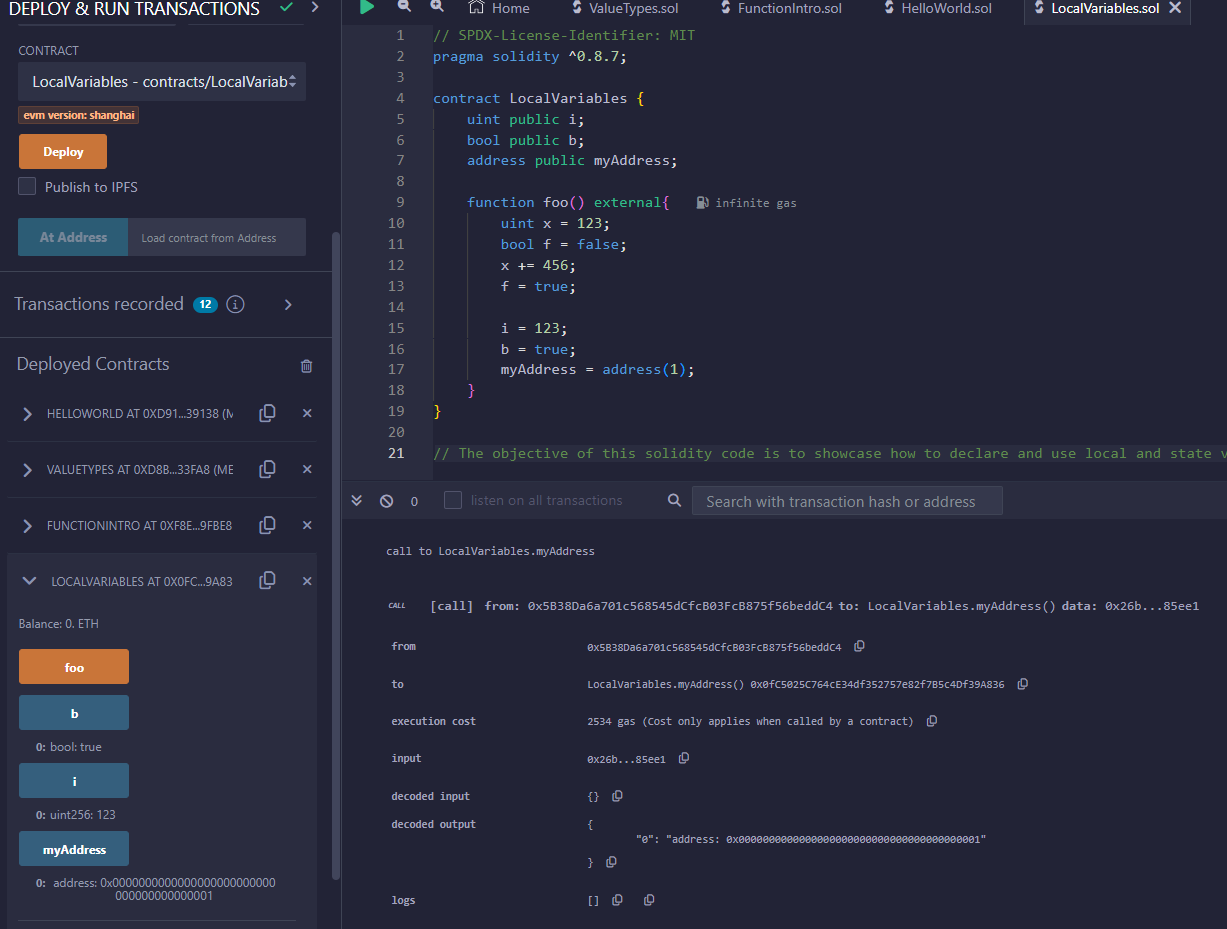 DEPLOY & RUN TRANSACTIONS
CONTRACT
LocalVariables - contracts/LocalVariab
evm version: shanghai
Deploy
Publish to IPFS
At Address
Load contract from Address
Transactions recorded 12
Deployed Contracts
HELLOWORLD AT 0XD91...39138 (M
VALUETYPES AT 0XD8B...33FA8 (ME
FUNCTIONINTRO AT 0XF8E...9FBE8
LOCALVARIABLES AT 0X0FC...9A83
Balance: 0. ETH
foo
b
0: bool: true
i
0: uint256: 123
myAddress
0: address: 0x0000000000000000000000000
000000000000001
Home
ValueTypes.sol
FunctionIntro.sol
HelloWorld.sol
LocalVariables.sol
1 // SPDX-License-Identifier: MIT
2 pragma solidity ^0.8.7;
3
4 contract LocalVariables {
5 uint public i;
6 bool public b;
7 address public myAddress;
8
9 function foo() external{ infinite gas
10 uint x = 123;
11 bool f = false;
12 x += 456;
13 f = true;
14
15 i = 123;
16 b = true;
17 myAddress = address(1);
18 }
19 }
20
21 // The objective of this solidity code is to showcase how to declare and use local and state v
0
listen on all transactions
Search with transaction hash or address
call to LocalVariables.myAddress
CALL [call] from: 0x5B38Da6a701c568545dCfcB03FcB875f56beddC4 to: LocalVariables.myAddress() data: 0x26b...85ee1
from 0x5B38Da6a701c568545dCfcB03FcB875f56beddC4
to LocalVariables.myAddress() 0x0fC5025C764cE34df352757e82f7B5c4Df39A836
execution cost 2534 gas (Cost only applies when called by a contract)
input 0x26b...85ee1
decoded input {}
decoded output {
"0": "address: 0x0000000000000000000000000000000000000001"
}
logs []